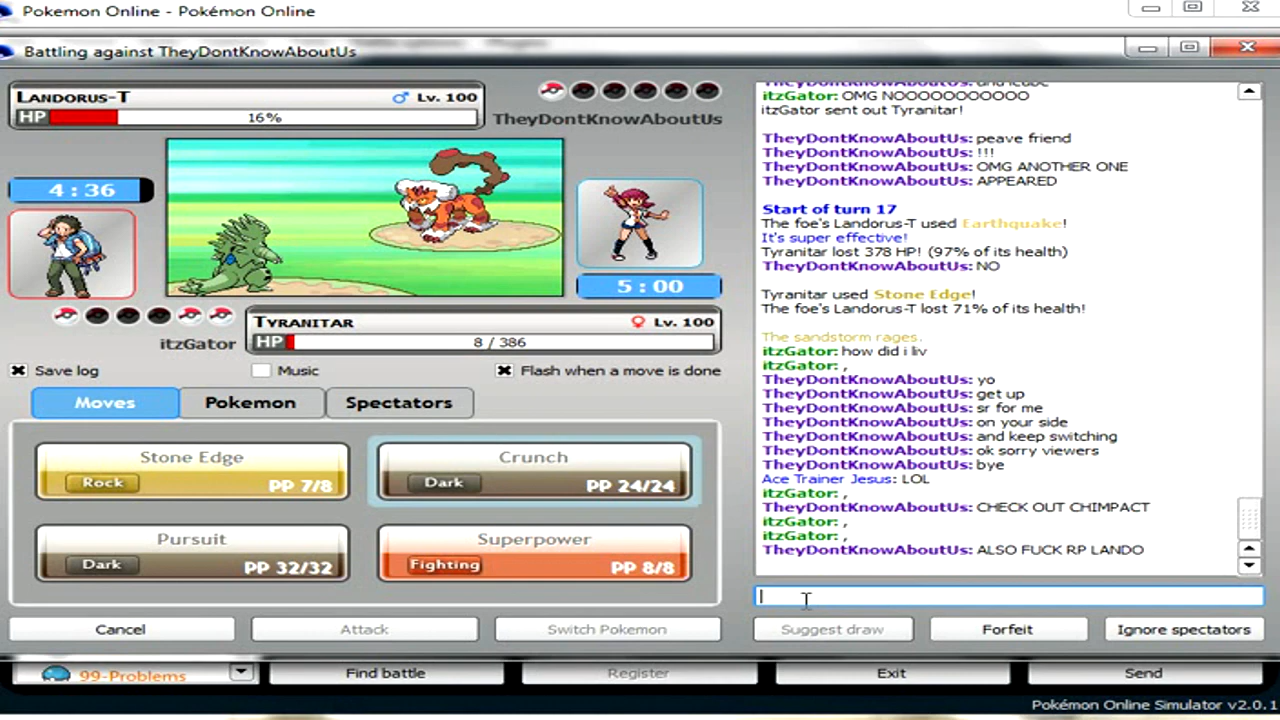 Pokemon Online - Pokémon Online
Battling against TheyDontKnowAboutUs
LANDORUS-T ♂ Lv. 100
HP 16%
TheyDontKnowAboutUs
4:36
5:00
itzGator
TYRANITAR ♀ Lv. 100
HP 8 / 386
Save log
Music
Flash when a move is done
Moves
Pokemon
Spectators
Stone Edge
Rock PP 7/8
Crunch
Dark PP 24/24
Pursuit
Dark PP 32/32
Superpower
Fighting PP 8/8
Cancel
Attack
Switch Pokemon
itzGator: OMG NOOOOOOOOOOO
itzGator sent out Tyranitar!
TheyDontKnowAboutUs: peave friend
TheyDontKnowAboutUs: !!!
TheyDontKnowAboutUs: OMG ANOTHER ONE
TheyDontKnowAboutUs: APPEARED
Start of turn 17
The foe's Landorus-T used Earthquake!
It's super effective!
Tyranitar lost 378 HP! (97% of its health)
TheyDontKnowAboutUs: NO
Tyranitar used Stone Edge!
The foe's Landorus-T lost 71% of its health!
The sandstorm rages.
itzGator: how did i liv
itzGator: ,
TheyDontKnowAboutUs: yo
TheyDontKnowAboutUs: get up
TheyDontKnowAboutUs: sr for me
TheyDontKnowAboutUs: on your side
TheyDontKnowAboutUs: and keep switching
TheyDontKnowAboutUs: ok sorry viewers
TheyDontKnowAboutUs: bye
Ace Trainer Jesus: LOL
itzGator: ,
TheyDontKnowAboutUs: CHECK OUT CHIMPACT
itzGator: ,
itzGator: ,
TheyDontKnowAboutUs: ALSO FUCK RP LANDO
Suggest draw
Forfeit
Ignore spectators
99-Problems
Find battle
Register
Exit
Send
Pokémon Online Simulator v2.0.1